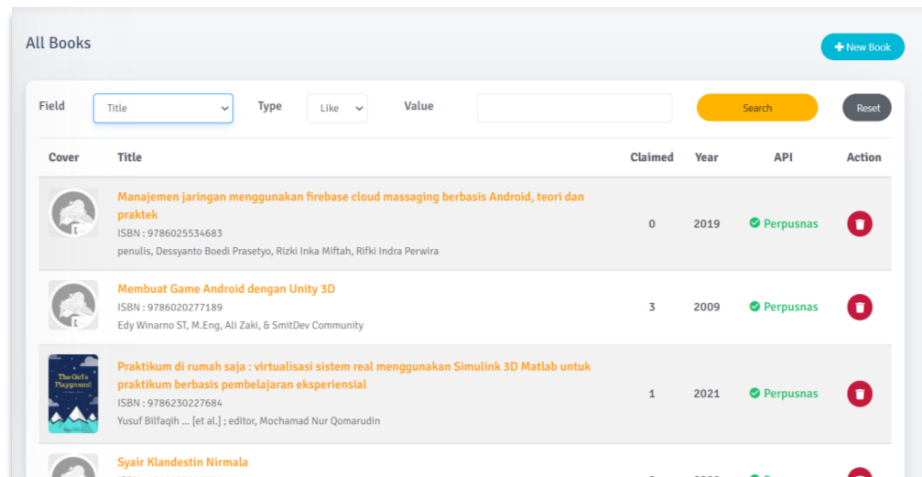 All Books
New Book
Field Title Type Like Value Search Reset
Cover Title Claimed Year API Action
Manajemen jaringan menggunakan firebase cloud massaging berbasis Android, teori dan
praktek
ISBN : 9786025534683
penulis, Dessyanto Boedi Prasetyo, Rizki Inka Miftah, Rifki Indra Perwira
0 2019 Perpusnas
Membuat Game Android dengan Unity 3D
ISBN : 9786020277189
Edy Winarno ST, M.Eng, Ali Zaki, & SmitDev Community
3 2009 Perpusnas
The Girl's
Playground
Praktikum di rumah saja : virtualisasi sistem real menggunakan Simulink 3D Matlab untuk
praktikum berbasis pembelajaran eksperiensial
ISBN : 9786230227684
Yusuf Bilfaqih ... [et al.] ; editor, Mochamad Nur Qomarudin
1 2021 Perpusnas
Syair Klandestin Nirmala